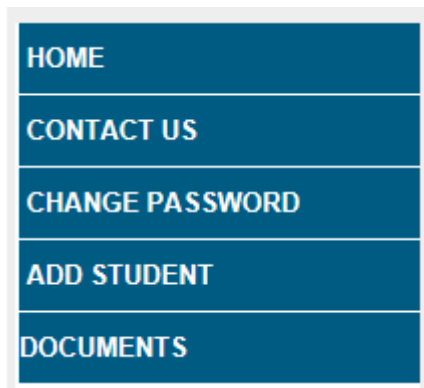 HOME
CONTACT US
CHANGE PASSWORD
ADD STUDENT
DOCUMENTS